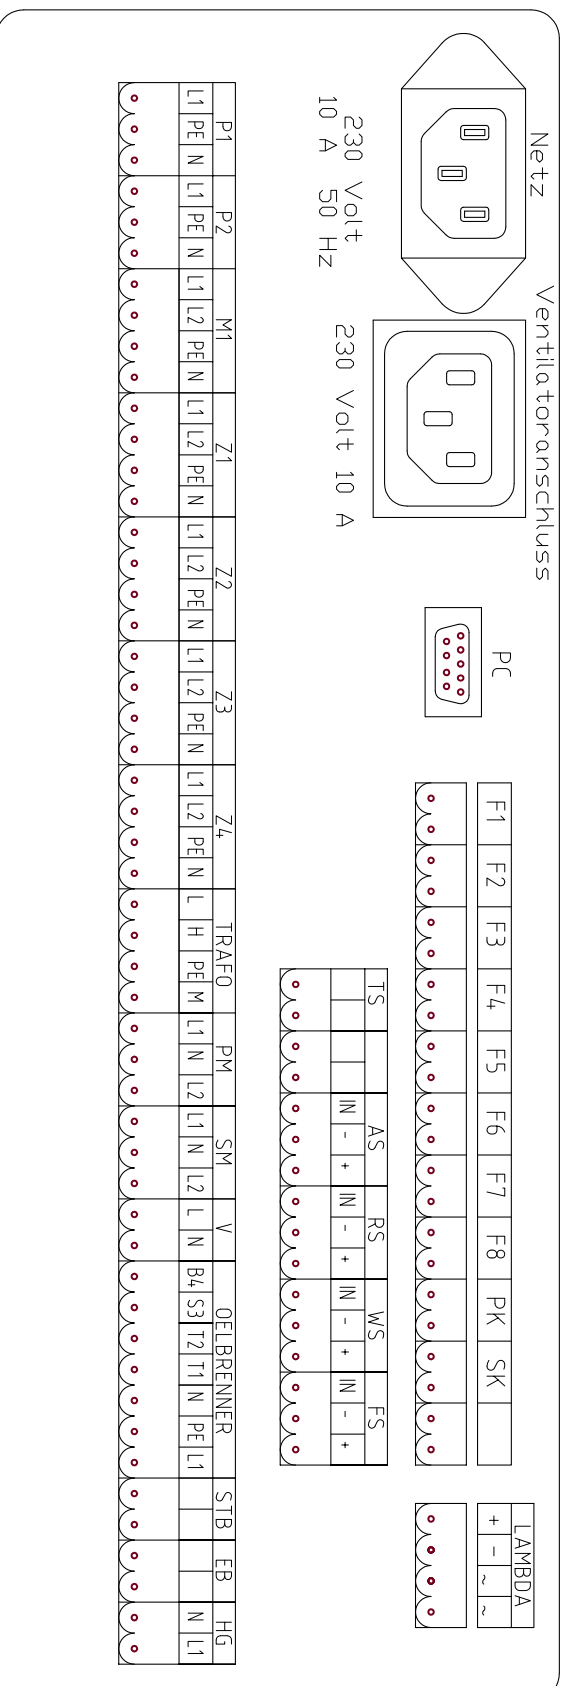 Netz
Ventilatoranschluss
230 Volt
10 A 50 Hz
230 Volt 10 A
PC
F1 F2 F3 F4 F5 F6 F7 F8 PK SK
LAMBDA
+ - ~ ~
TS AS RS WS FS
IN - + IN - + IN - + IN - +
P1 P2 M1 Z1 Z2 Z3 Z4 TRAFO PM SM V OELBRENNER STB EB HG
L1 PE N L1 PE N L1 L2 PE N L1 L2 PE N L1 L2 PE N L1 L2 PE N L1 L2 PE N L H PE M L1 N L2 L1 N L2 L N B4 S3 T2 T1 N PE L1 N L1